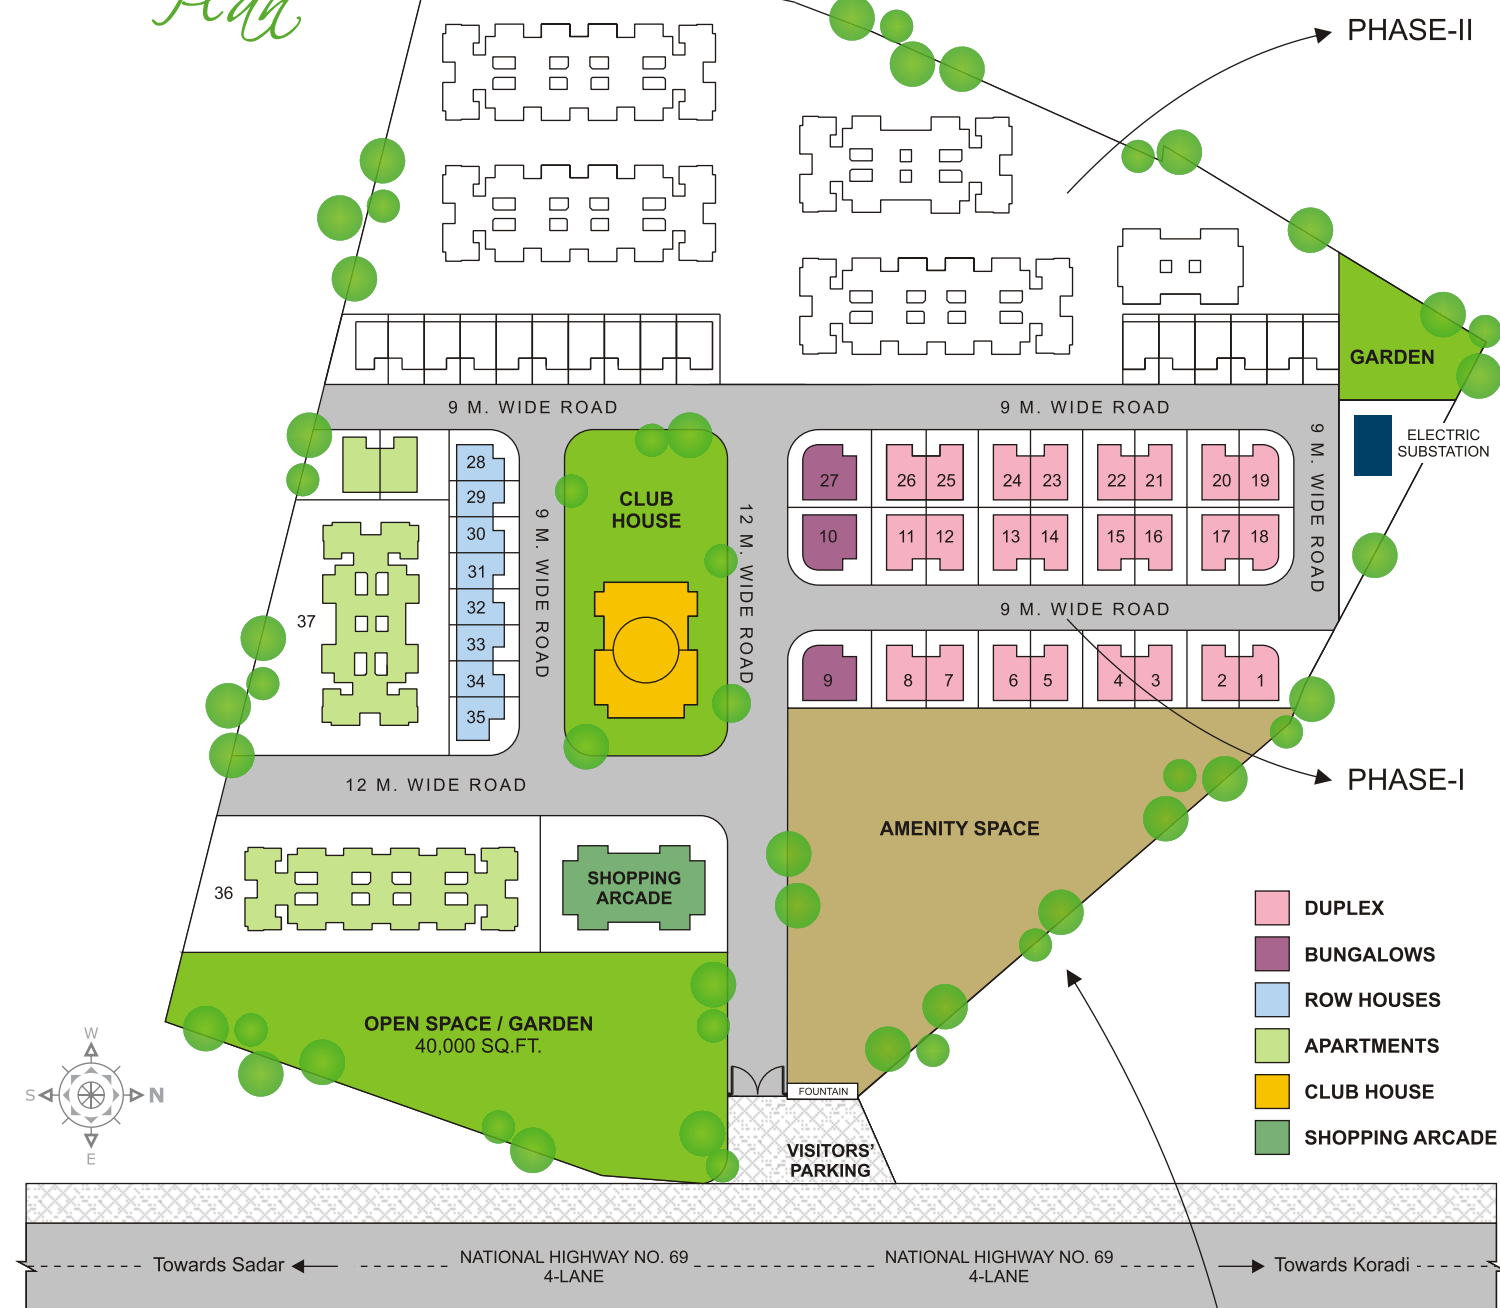 Plan
PHASE-II
GARDEN
9 M. WIDE ROAD
9 M. WIDE ROAD
9 M. WIDE ROAD
ELECTRIC
SUBSTATION
28
29
30
31
32
33
34
35
37
9 M. WIDE ROAD
CLUB
HOUSE
12 M. WIDE ROAD
27
26
25
24
23
22
21
20
19
10
11
12
13
14
15
16
17
18
9 M. WIDE ROAD
9
8
7
6
5
4
3
2
1
12 M. WIDE ROAD
PHASE-I
AMENITY SPACE
36
SHOPPING
ARCADE
DUPLEX
BUNGALOWS
ROW HOUSES
APARTMENTS
CLUB HOUSE
SHOPPING ARCADE
OPEN SPACE / GARDEN
40,000 SQ.FT.
W
S
N
E
FOUNTAIN
VISITORS'
PARKING
Towards Sadar
NATIONAL HIGHWAY NO. 69
4-LANE
NATIONAL HIGHWAY NO. 69
4-LANE
Towards Koradi